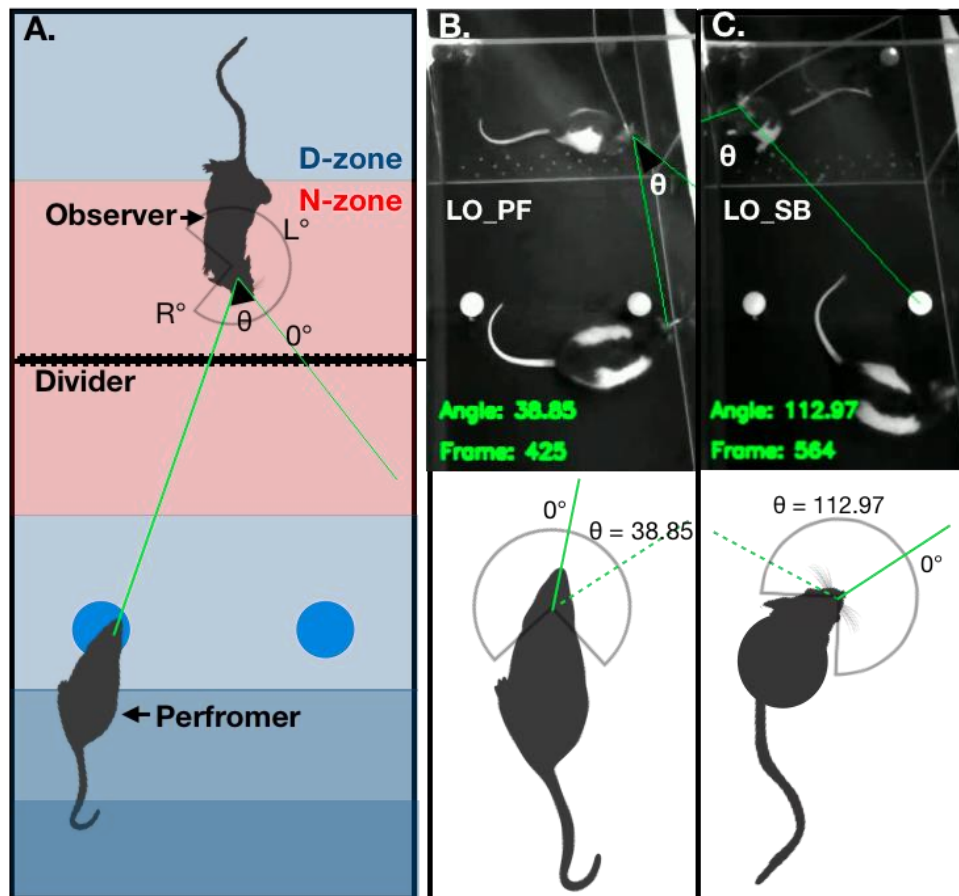 A.
D-zone
N-zone
Observer
L°
R°
θ
0°
Divider
Perfromer
B.
θ
LO_PF
Angle: 38.85
Frame: 425
0°
θ = 38.85
C.
θ
LO_SB
Angle: 112.97
Frame: 564
θ = 112.97
0°